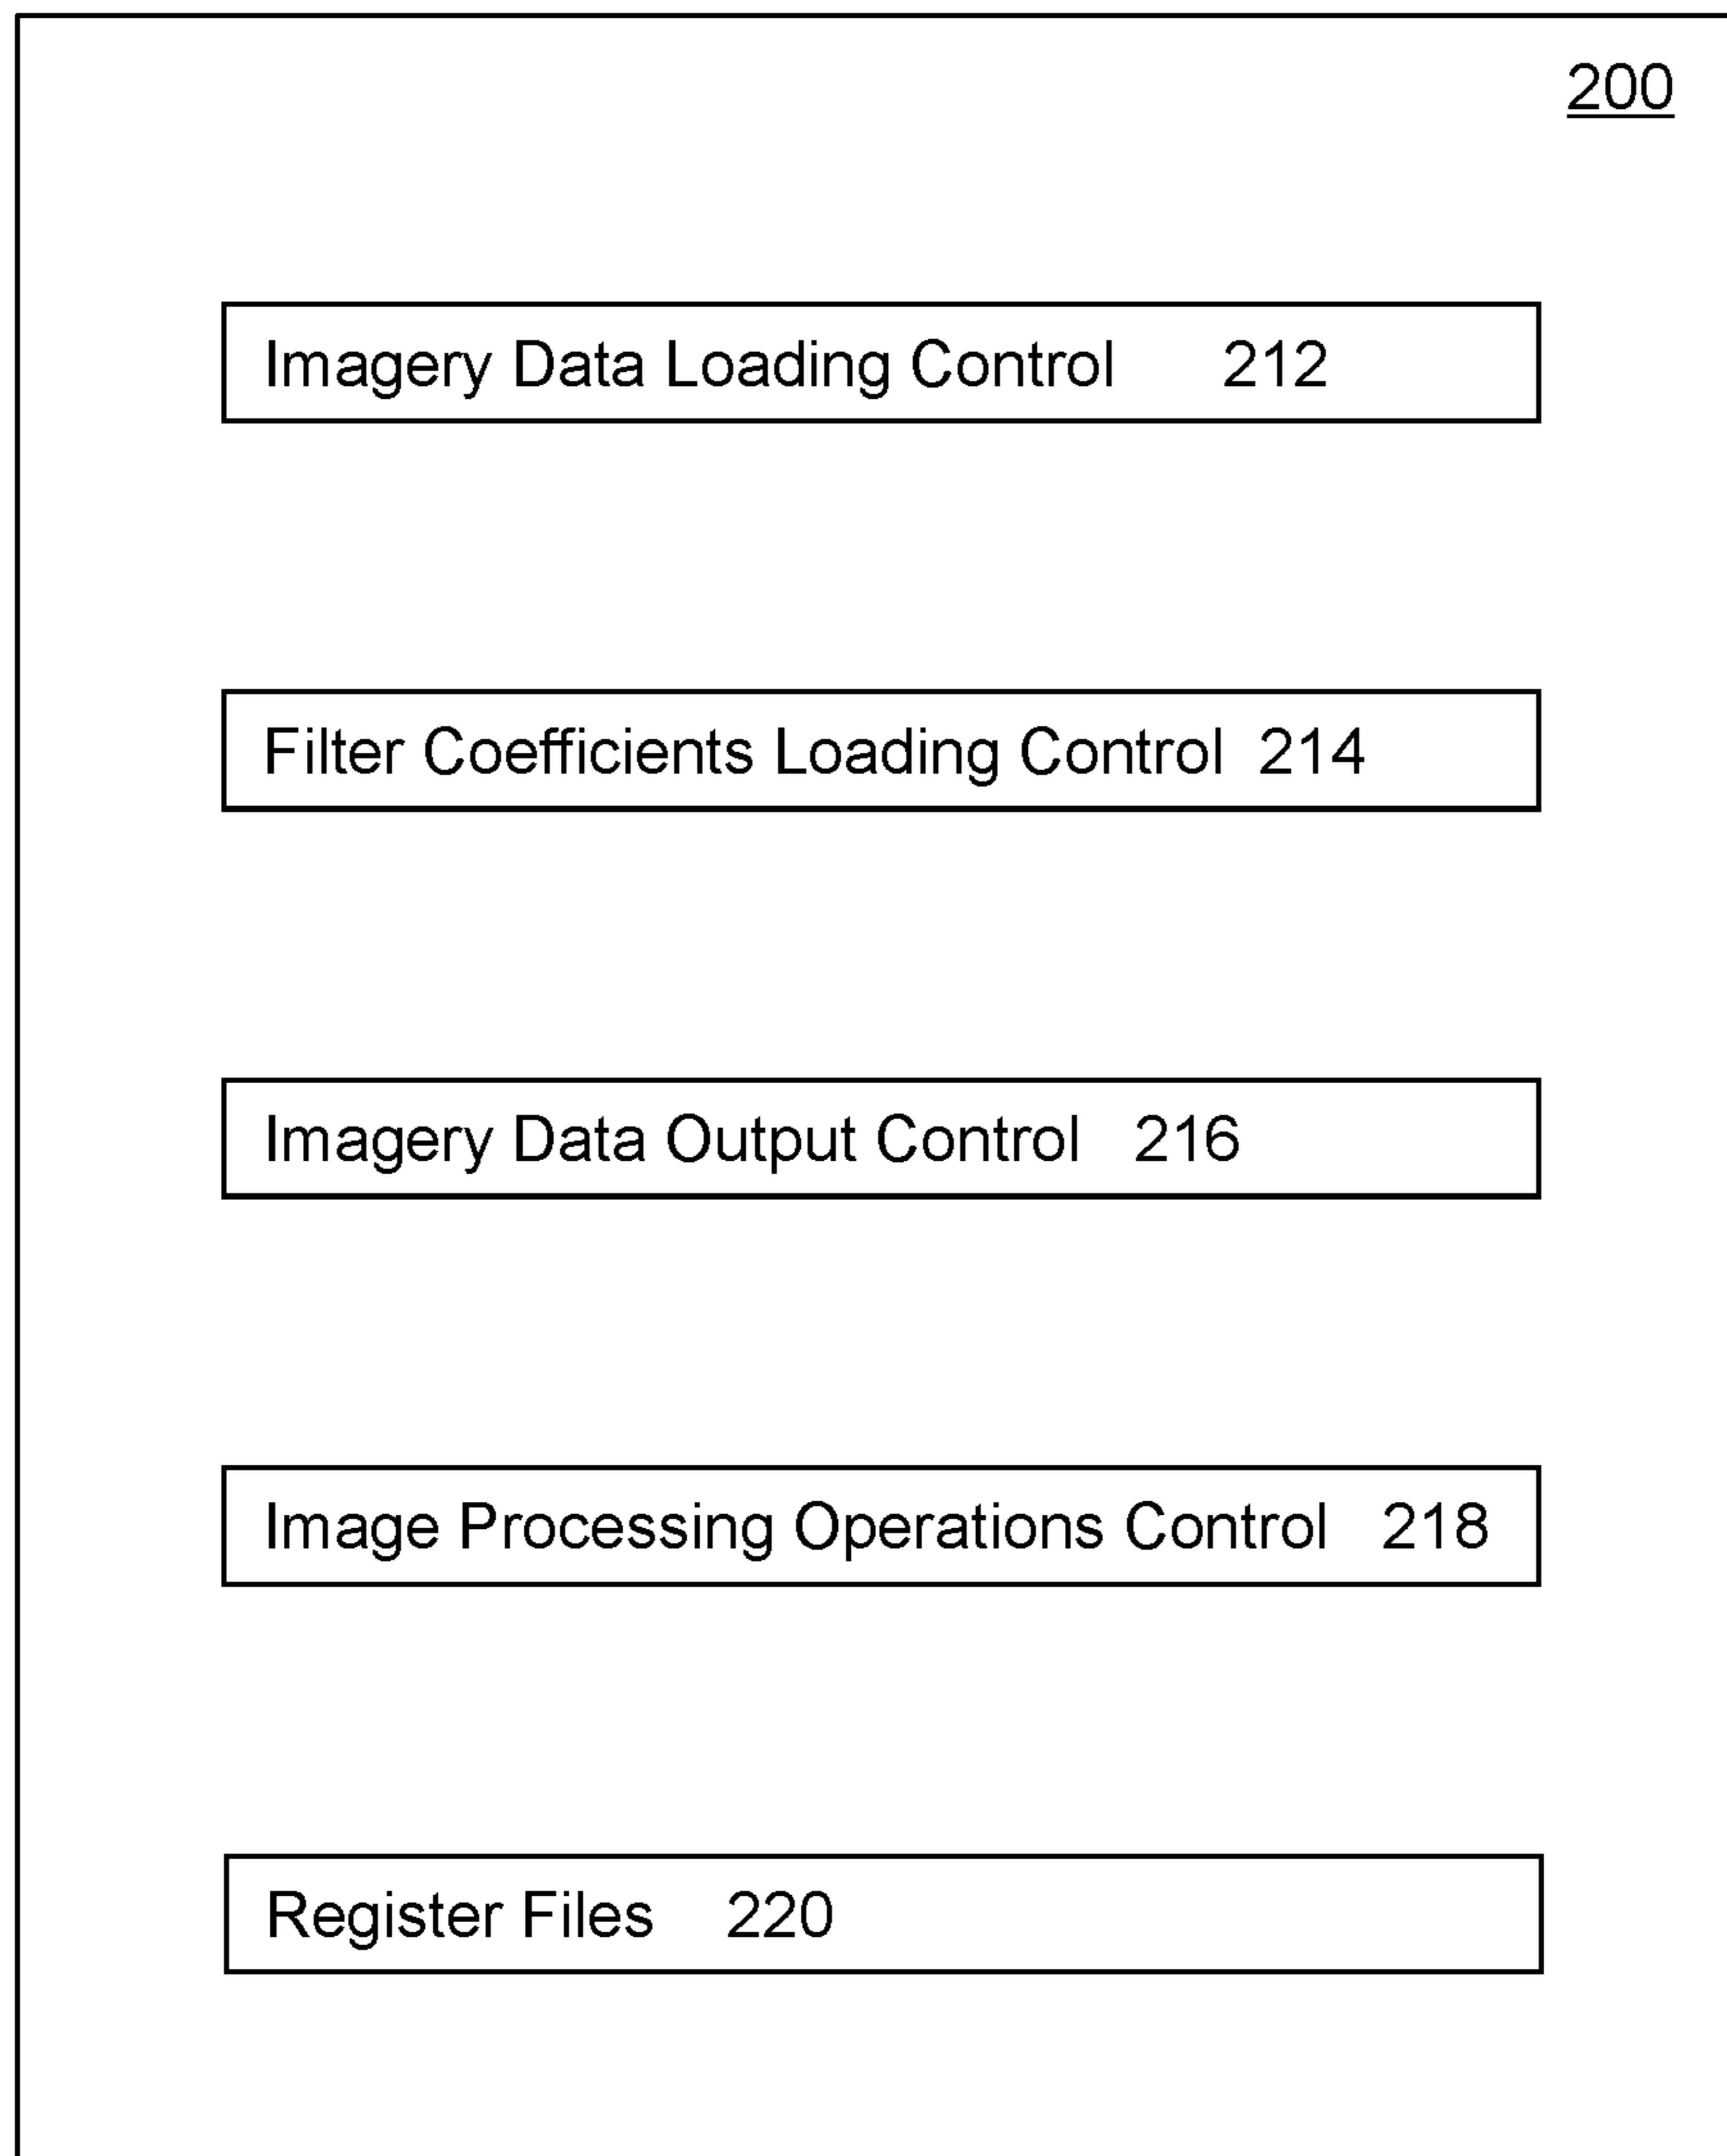 200
Imagery Data Loading Control 212
Filter Coefficients Loading Control 214
Imagery Data Output Control 216
Image Processing Operations Control 218
Register Files 220